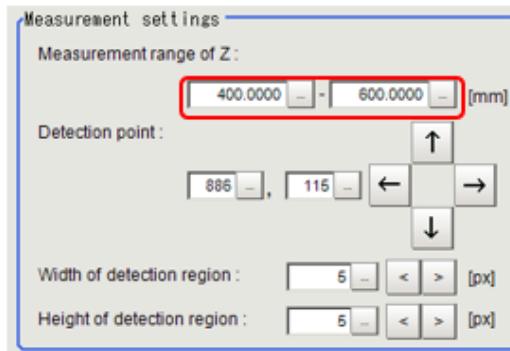 Measurement settings
Measurement range of Z :
400.0000 ... - 600.0000 ... [mm]
Detection point :
↑
886 ... , 115 ... ← →
↓
Width of detection region : 5 ... < > [px]
Height of detection region : 5 ... < > [px]